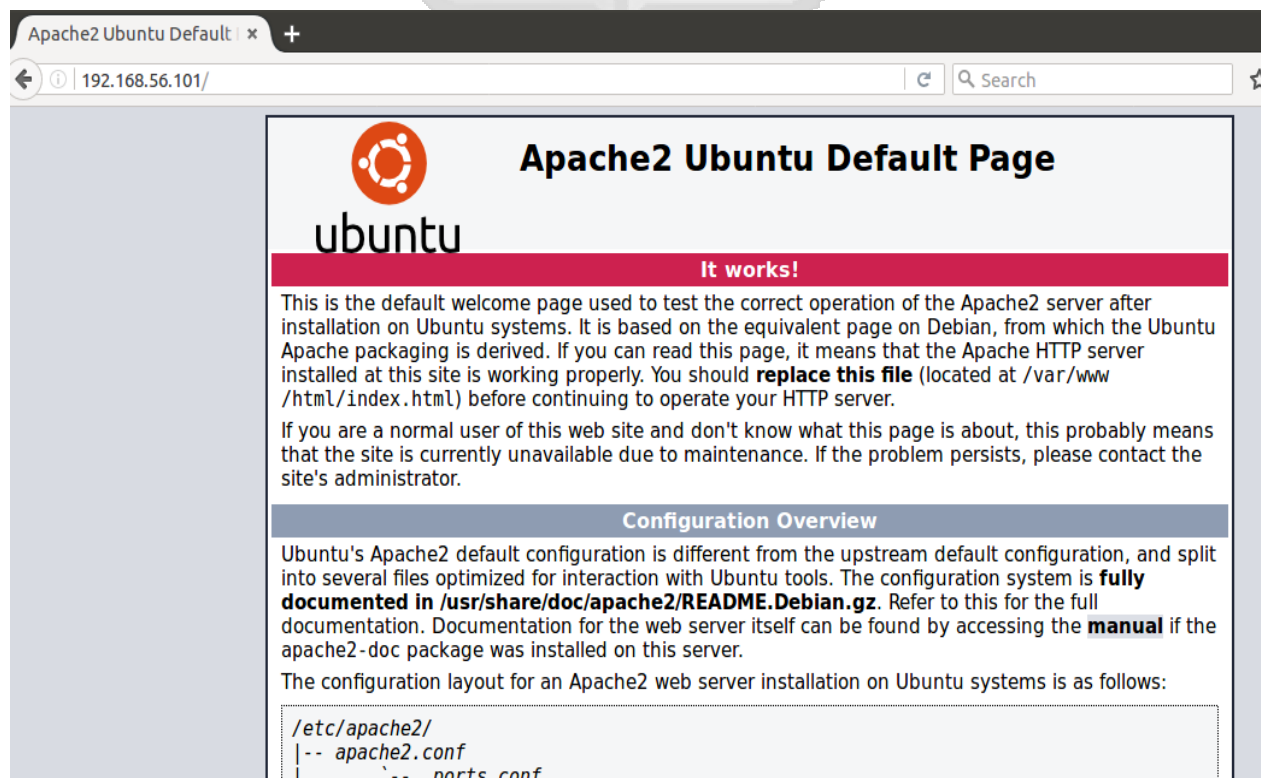 Apache2 Ubuntu Default
192.168.56.101/
Search
ubuntu
Apache2 Ubuntu Default Page
It works!
This is the default welcome page used to test the correct operation of the Apache2 server after
installation on Ubuntu systems. It is based on the equivalent page on Debian, from which the Ubuntu
Apache packaging is derived. If you can read this page, it means that the Apache HTTP server
installed at this site is working properly. You should replace this file (located at /var/www
/html/index.html) before continuing to operate your HTTP server.
If you are a normal user of this web site and don't know what this page is about, this probably means
that the site is currently unavailable due to maintenance. If the problem persists, please contact the
site's administrator.
Configuration Overview
Ubuntu's Apache2 default configuration is different from the upstream default configuration, and split
into several files optimized for interaction with Ubuntu tools. The configuration system is fully
documented in /usr/share/doc/apache2/README.Debian.gz. Refer to this for the full
documentation. Documentation for the web server itself can be found by accessing the manual if the
apache2-doc package was installed on this server.
The configuration layout for an Apache2 web server installation on Ubuntu systems is as follows:
/etc/apache2/
|-- apache2.conf
|       `--  ports.conf